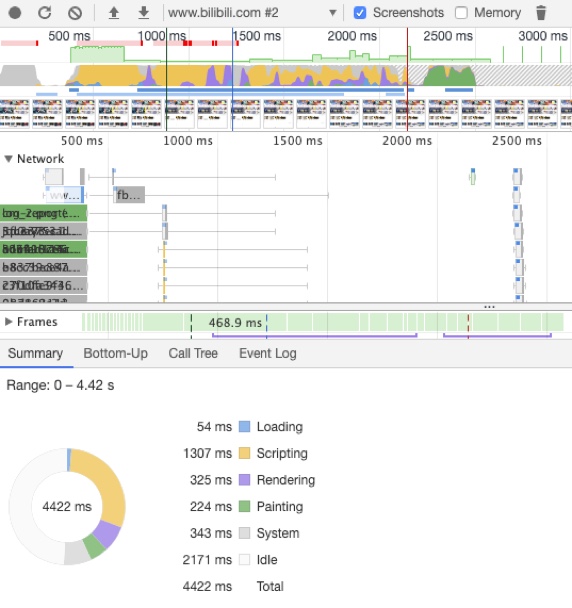 www.bilibili.com #2 Screenshots Memory
500 ms 1000 ms 1500 ms 2000 ms 2500 ms 3000 ms
500 ms 1000 ms 1500 ms 2000 ms 2500 ms
Network
fb...
...
Frames 468.9 ms
Summary Bottom-Up Call Tree Event Log
Range: 0 – 4.42 s
54 ms Loading
1307 ms Scripting
325 ms Rendering
224 ms Painting
343 ms System
2171 ms Idle
4422 ms Total
4422 ms